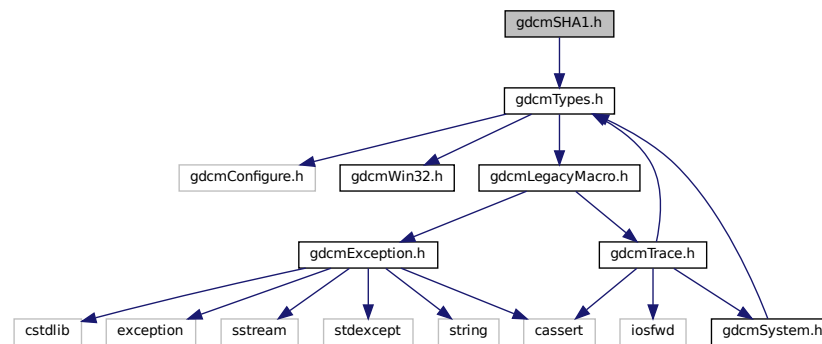 gdcmSHA1.h
gdcmTypes.h
gdcmConfigure.h
gdcmWin32.h
gdcmLegacyMacro.h
gdcmException.h
gdcmTrace.h
cstdlib
exception
sstream
stdexcept
string
cassert
iosfwd
gdcmSystem.h